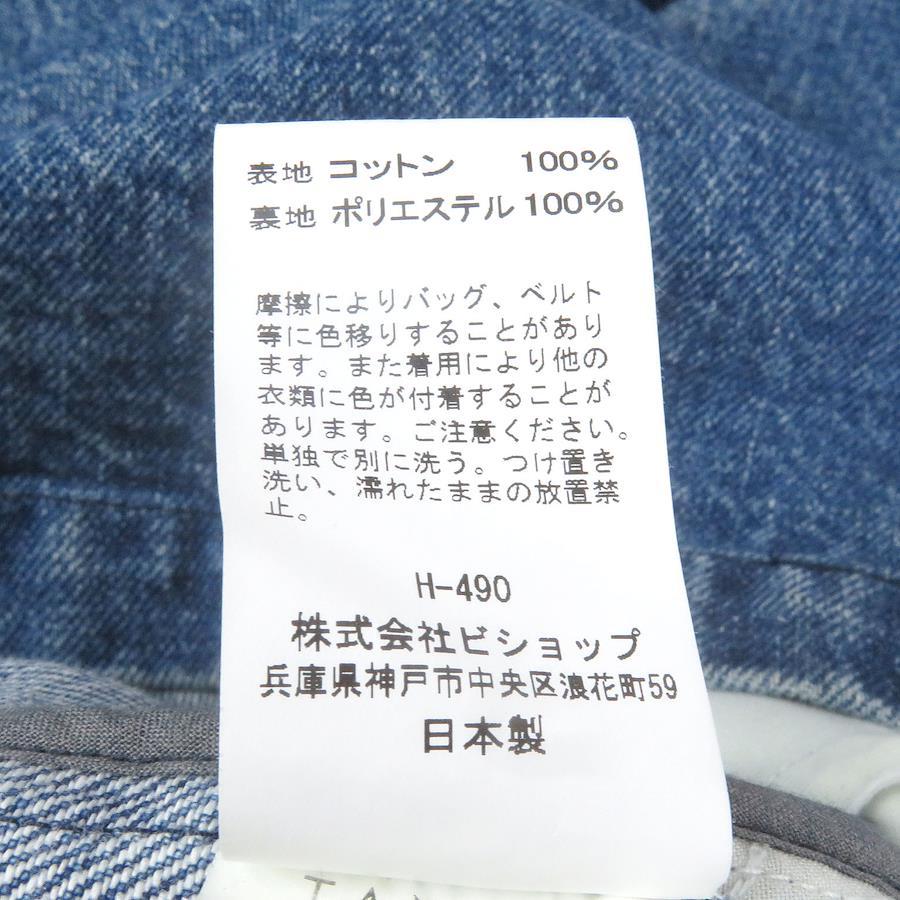 表地 コットン 100%
裏地 ポリエステル 100%
摩擦によりバッグ、ベルト
等に色移りすることがあり
ます。また着用により他の
衣類に色が付着することが
あります。ご注意ください。
単独で別に洗う。つけ置き
洗い、濡れたままの放置禁
止。
H-490
株式会社ビショップ
兵庫県神戸市中央区浪花町59
日本製